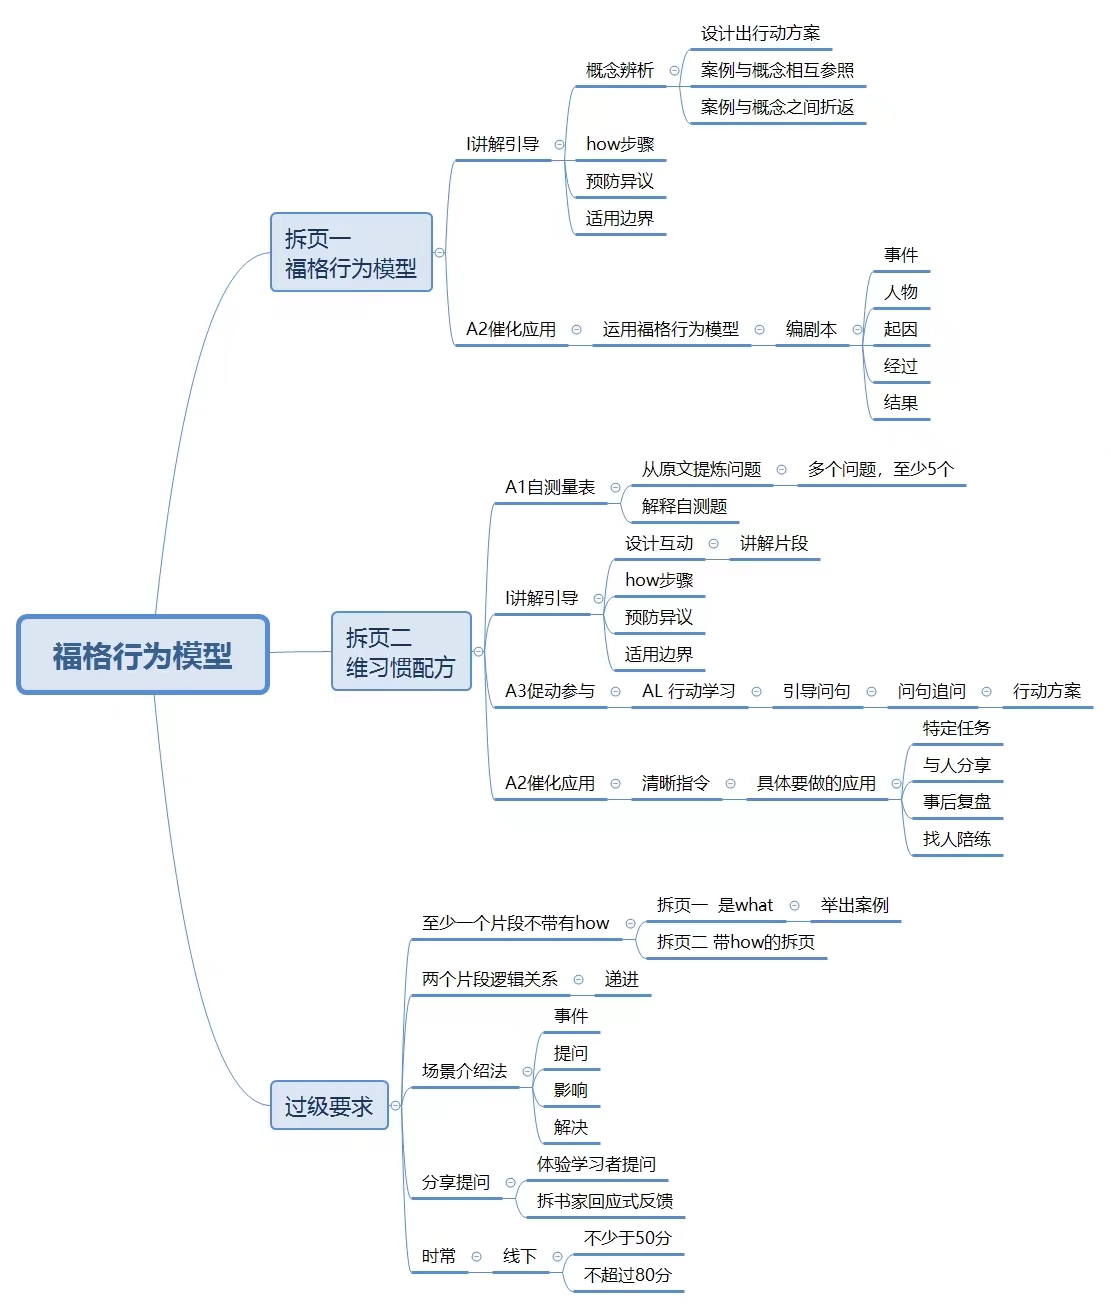 福格行为模型
拆页一
福格行为模型
I讲解引导
概念辨析
设计出行动方案
案例与概念相互参照
案例与概念之间折返
how步骤
预防异议
适用边界
A2催化应用
运用福格行为模型
编剧本
事件
人物
起因
经过
结果
拆页二
维习惯配方
A1自测量表
从原文提炼问题
多个问题，至少5个
解释自测题
I讲解引导
设计互动
讲解片段
how步骤
预防异议
适用边界
A3促动参与
AL 行动学习
引导问句
问句追问
行动方案
A2催化应用
清晰指令
具体要做的应用
特定任务
与人分享
事后复盘
找人陪练
过级要求
至少一个片段不带有how
拆页一 是what
举出案例
拆页二 带how的拆页
两个片段逻辑关系
递进
场景介绍法
事件
提问
影响
解决
分享提问
体验学习者提问
拆书家回应式反馈
时常
线下
不少于50分
不超过80分